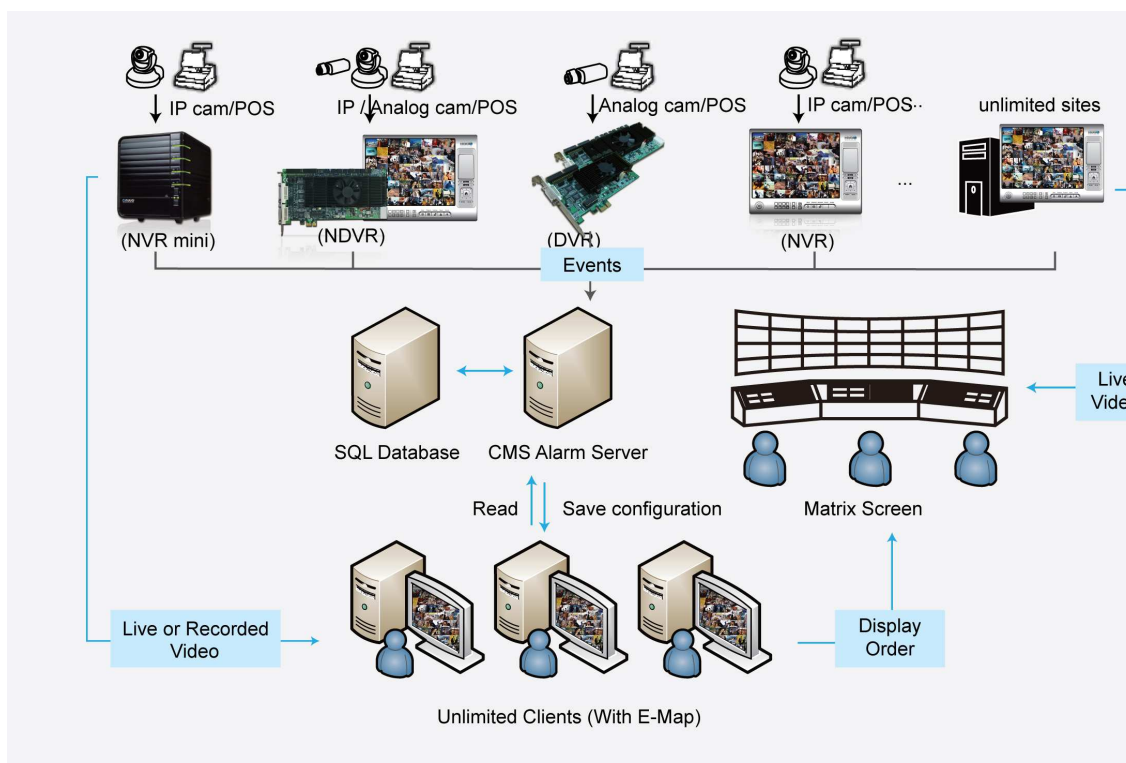 IP cam/POS
IP / Analog cam/POS
Analog cam/POS
IP cam/POS··
unlimited sites
...
(NVR mini)
(NDVR)
(DVR)
(NVR)
Events
SQL Database
CMS Alarm Server
Live
Read
Save configuration
Matrix Screen
Live or Recorded
Video
Display
Order
Unlimited Clients (With E-Map)